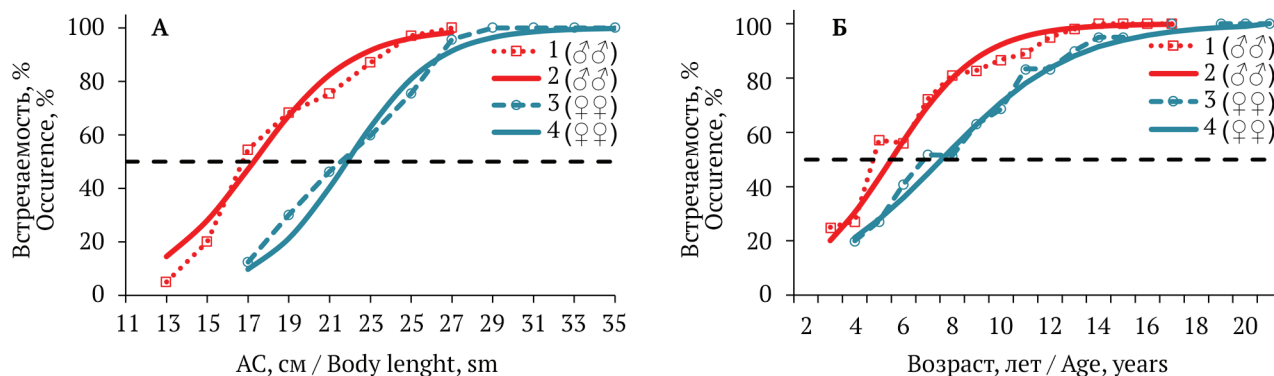 А
Встречаемость, %
Occurence, %
100
80
60
40
20
0
1 (♂♂)
2 (♂♂)
3 (♀♀)
4 (♀♀)
11 13 15 17 19 21 23 25 27 29 31 33 35
АС, см / Body lenght, sm
Б
Встречаемость, %
Occurence, %
100
80
60
40
20
0
1 (♂♂)
2 (♂♂)
3 (♀♀)
4 (♀♀)
2 4 6 8 10 12 14 16 18 20
Возраст, лет / Age, years